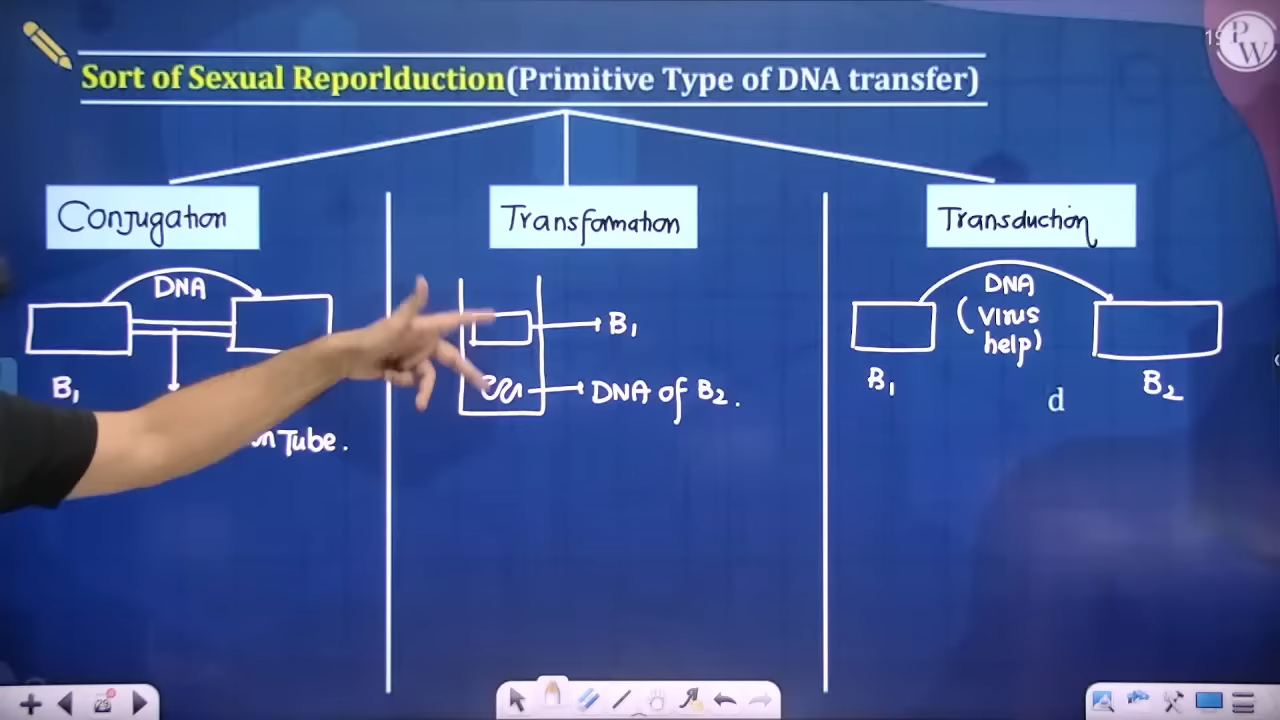 Sort of Sexual Reporlduction(Primitive Type of DNA transfer)
PW
Conjugation
Transformation
Transduction
DNA
B1
Tube.
B1
DNA of B2.
DNA
(virus
help)
B1
B2
d